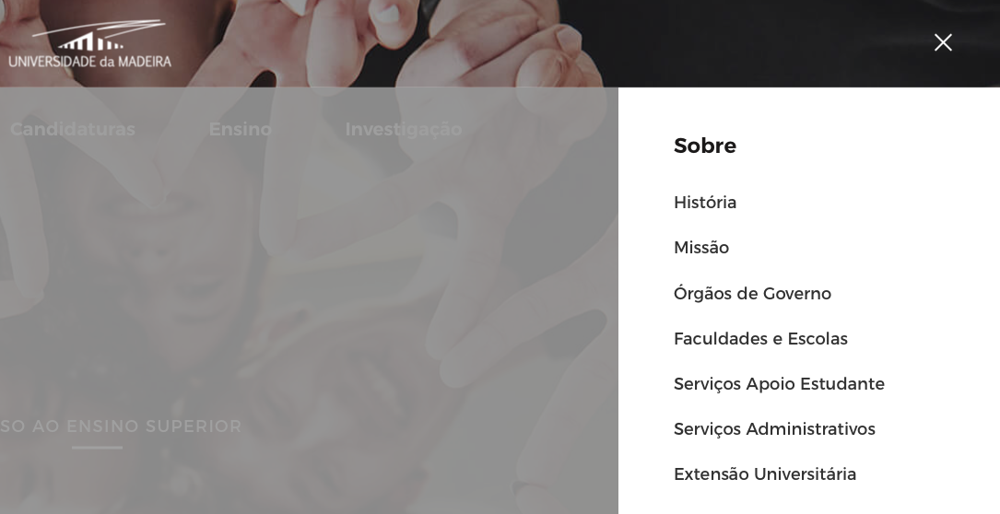 UNIVERSIDADE da MADEIRA
Candidaturas Ensino Investigação
SO AO ENSINO SUPERIOR
Sobre
História
Missão
Órgãos de Governo
Faculdades e Escolas
Serviços Apoio Estudante
Serviços Administrativos
Extensão Universitária